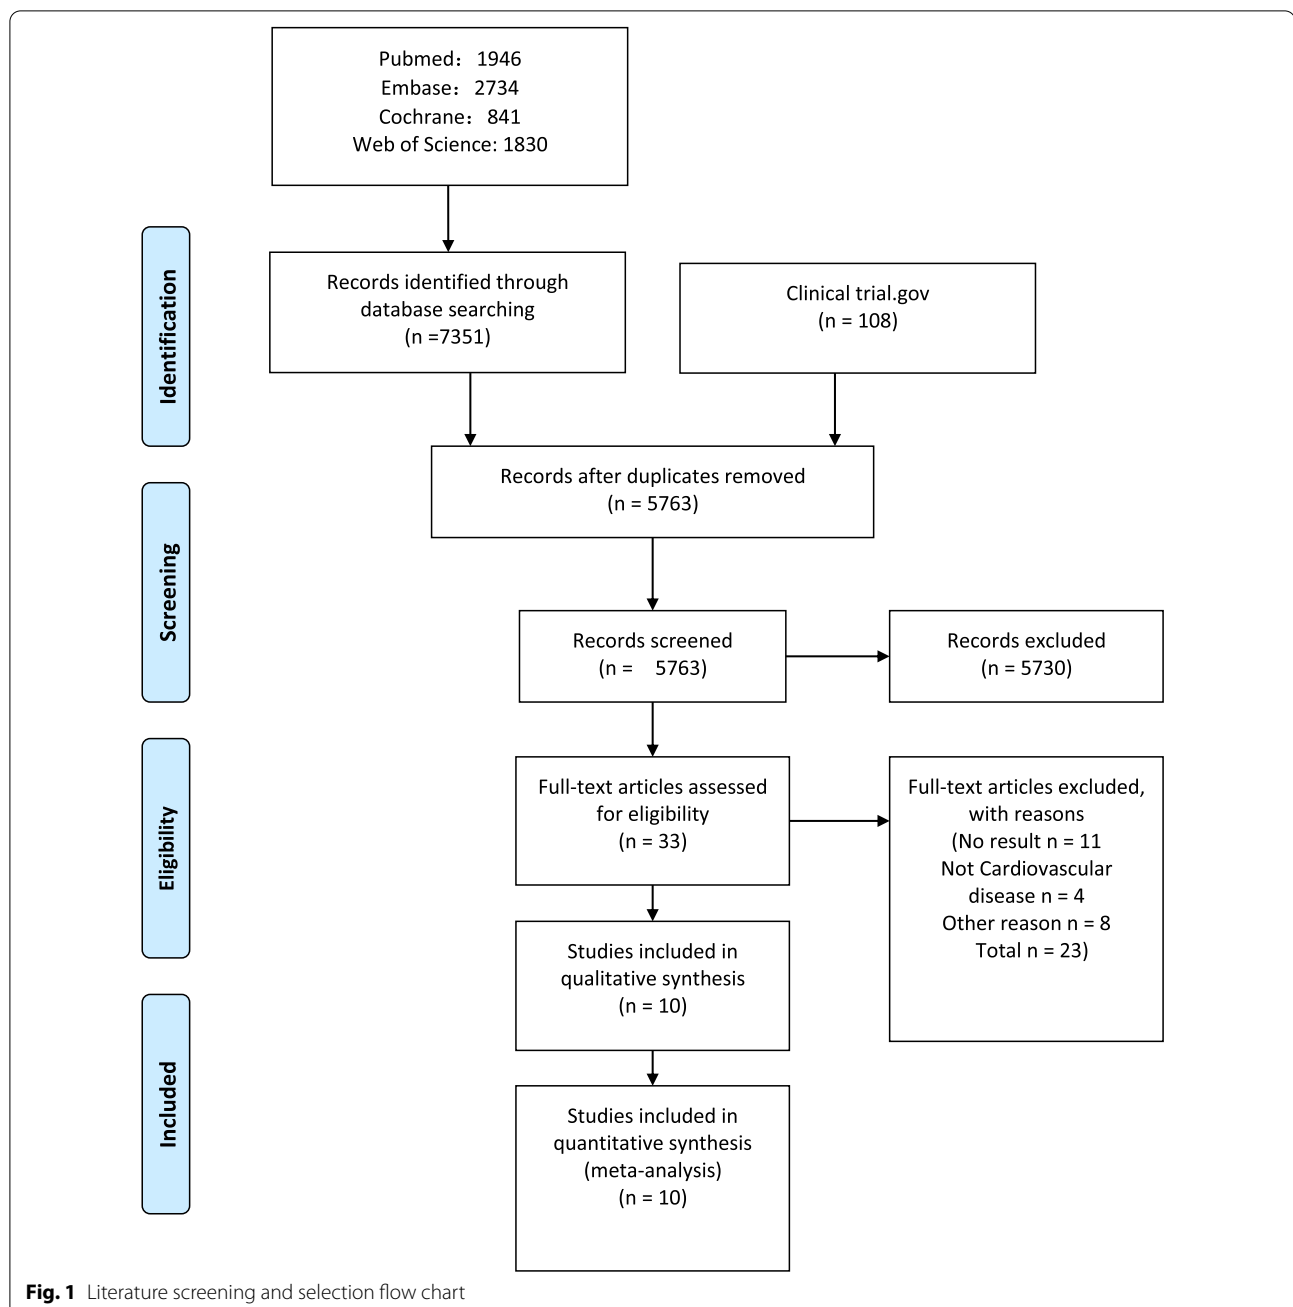 Pubmed：1946
Embase：2734
Cochrane：841
Web of Science: 1830
Identification
Records identified through
database searching
(n =7351)
Clinical trial.gov
(n = 108)
Records after duplicates removed
(n = 5763)
Screening
Records screened
(n =    5763)
Records excluded
(n = 5730)
Eligibility
Full-text articles assessed
for eligibility
(n = 33)
Full-text articles excluded,
with reasons
(No result n = 11
Not Cardiovascular
disease n = 4
Other reason n = 8
Total n = 23)
Studies included in
qualitative synthesis
(n = 10)
Included
Studies included in
quantitative synthesis
(meta-analysis)
(n = 10)
Fig. 1 Literature screening and selection flow chart